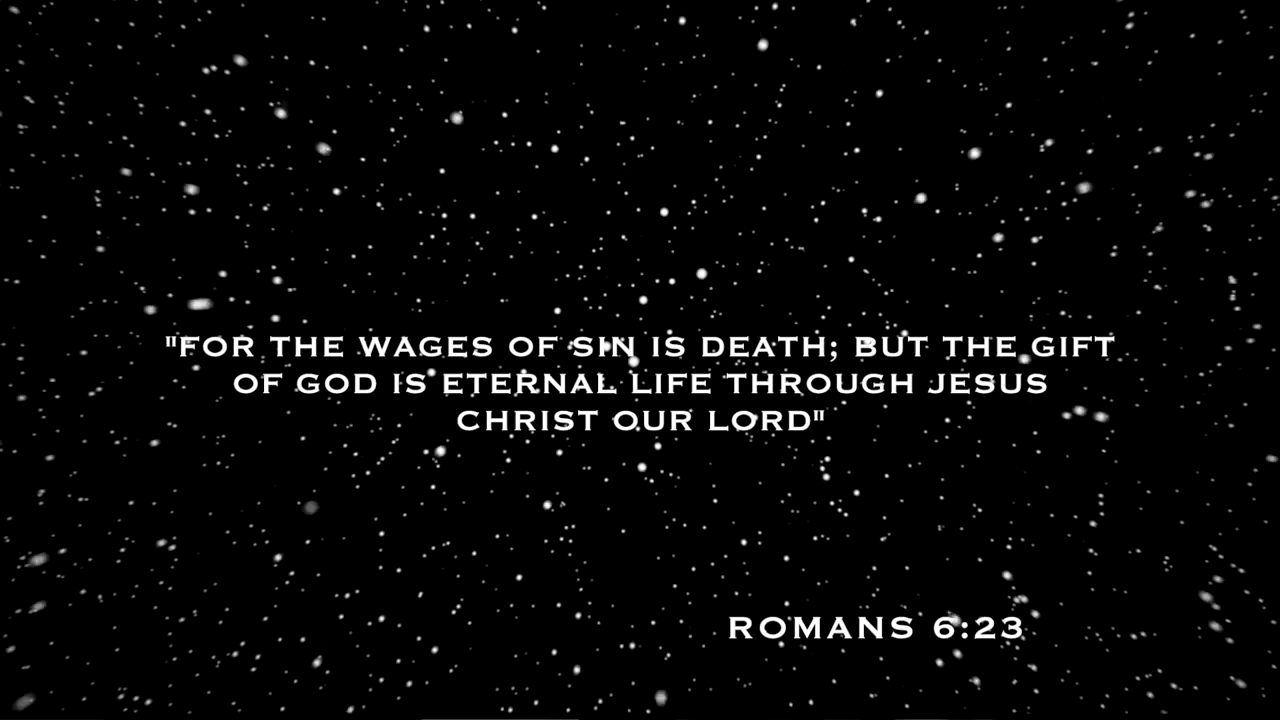 "FOR THE WAGES OF SIN IS DEATH; BUT THE GIFT
OF GOD IS ETERNAL LIFE THROUGH JESUS
CHRIST OUR LORD"
ROMANS 6:23